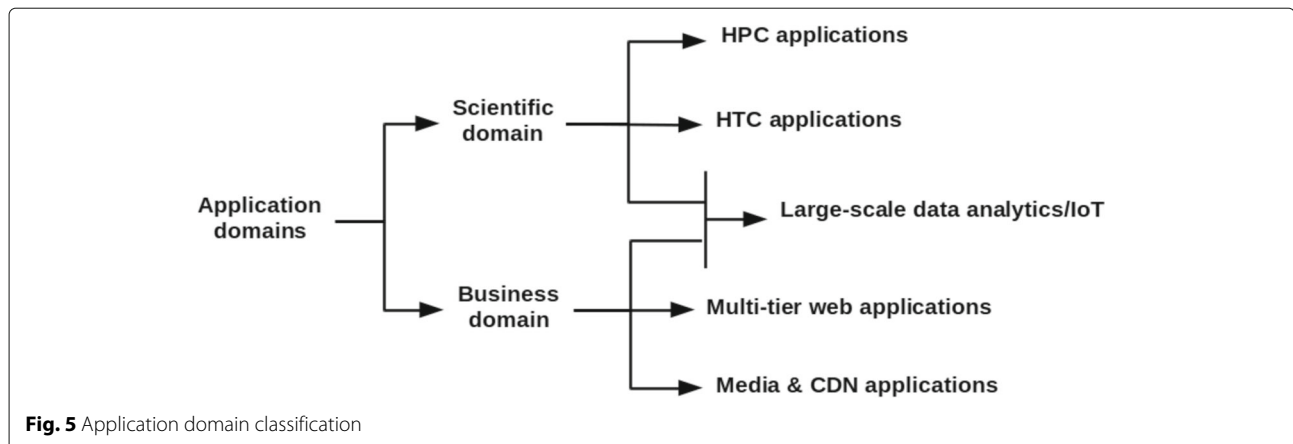 HPC applications
Scientific
domain
HTC applications
Application
domains
Large-scale data analytics/IoT
Business
domain
Multi-tier web applications
Media & CDN applications
Fig. 5 Application domain classification